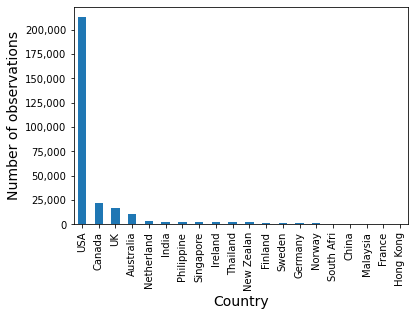 Number of observations
200,000
175,000
150,000
125,000
100,000
75,000
50,000
25,000
0
USA
Canada
UK
Australia
Netherland
India
Philippine
Singapore
Ireland
Thailand
New Zealan
Finland
Sweden
Germany
Norway
South Afri
China
Malaysia
France
Hong Kong
Country